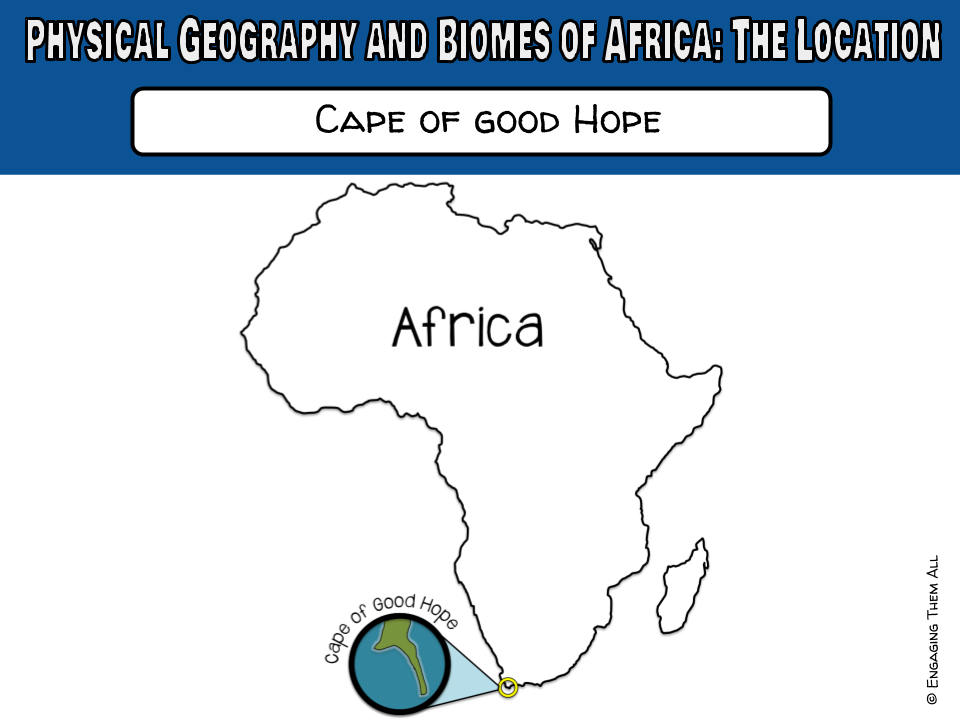 Physical Geography and Biomes of Africa: The Location
Cape of good Hope
Africa
Cape of Good Hope
© Engaging Them All